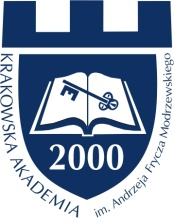 KRAKOWSKA AKADEMIA
im. Andrzeja Frycza Modrzewskiego
2000